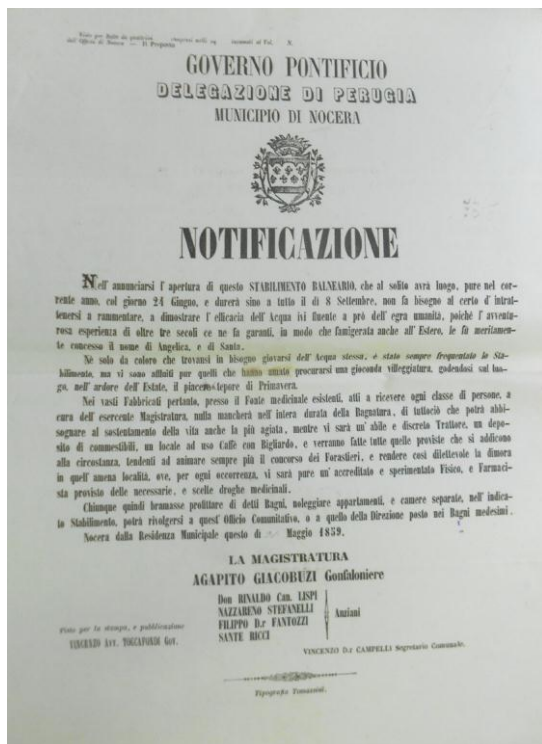 GOVERNO PONTIFICIO
DELEGAZIONE DI PERUGIA
MUNICIPIO DI NOCERA
NOTIFICAZIONE
Nell' annunciarsi l' apertura di questo STABILIMENTO BALNEARIO, che al solito avrà luogo, pure nel cor-
rente anno, col giorno 24 Giugno, e durerà sino a tutto il dì 8 Settembre, non fa bisogno al certo d' intrat-
tenersi a rammentare, a dimostrare l' efficacia dell' Acqua ivi fluente a prò dell' egra umanità, poichè l' avventu-
rosa esperienza di oltre tre secoli ce ne fa garanti, in modo che famigerata anche all' Estero, le fù meritamen-
te concesso il nome di Angelica, e di Santa.
Nè solo da coloro che trovansi in bisogno giovarsi dell' Acqua stessa, è stato sempre frequentato lo Sta-
bilimento, ma vi sono affluiti pur quelli che hanno amato procurarsi una gioconda villeggiatura, godendosi sul luo-
go, nell' ardore dell' Estate, il piacevole tepore di Primavera.
Nei vasti Fabbricati pertanto, presso il Fonte medicinale esistenti, atti a ricevere ogni classe di persone, a
cura dell' esercente Magistratura, nulla mancherà nell' intera durata della Bagnatura, di tuttociò che potrà abbi-
sognare al sostentamento della vita anche la più agiata, mentre vi sarà un' abile e discreto Trattore, un depo-
sito di commestibili, un locale ad uso Caffè con Bigliardo, e verranno fatte tutte quelle provviste che si addicono
alla circostanza, tendenti ad animare sempre più il concorso dei Forastieri, e rendere così dilettevole la dimora
in quell' amena località, ove, per ogni occorrenza, vi sarà pure un' accreditato e sperimentato Fisico, e Farmaci-
sta provisto delle necessarie, e scelte droghe medicinali.
Chiunque quindi bramasse profittare di detti Bagni, noleggiare appartamenti, e camere separate, nell' indica-
to Stabilimento, potrà rivolgersi a quest' Officio Comunitativo, o a quello della Direzione posto nei Bagni medesimi.
Nocera dalla Residenza Municipale questo dì Maggio 1859.
LA MAGISTRATURA
AGAPITO GIACOBUZI Gonfaloniere
Don RINALDO Can. LISPI
NAZZARENO STEFANELLI
FILIPPO D.r FANTOZZI
SANTE RICCI
Anziani
Visto per la stampa, e pubblicazione
VINCENZO Avv. TOCCAFONDI Gov.
VINCENZO D.r CAMPELLI Segretario Comunale.
Tipografia Tomassini.